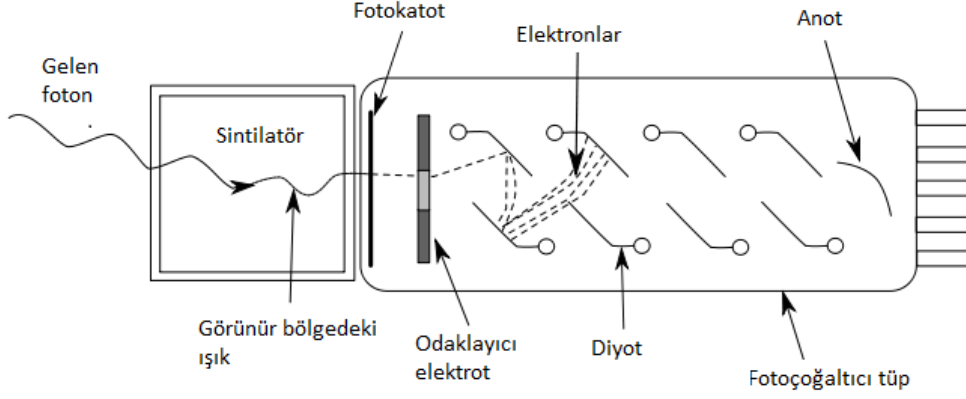 Fotokatot
Elektronlar
Anot
Gelen
foton
Sintilatör
Görünür bölgedeki
ışık
Odaklayıcı
elektrot
Diyot
Fotoçoğaltıcı tüp